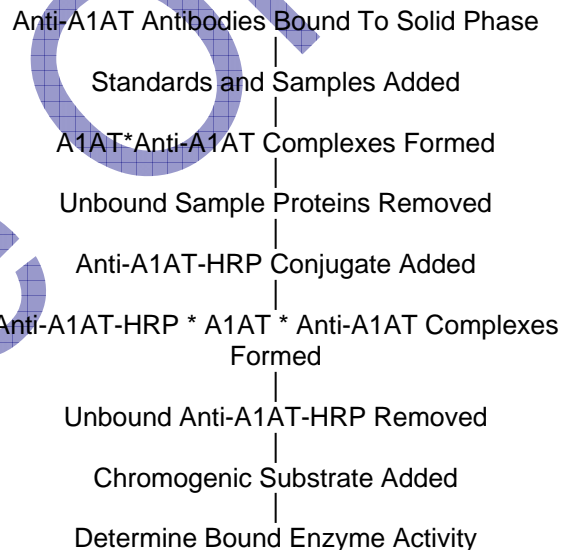 Anti-A1AT Antibodies Bound To Solid Phase
|
Standards and Samples Added
|
A1AT*Anti-A1AT Complexes Formed
|
Unbound Sample Proteins Removed
|
Anti-A1AT-HRP Conjugate Added
|
Anti-A1AT-HRP * A1AT * Anti-A1AT Complexes
Formed
|
Unbound Anti-A1AT-HRP Removed
|
Chromogenic Substrate Added
|
Determine Bound Enzyme Activity